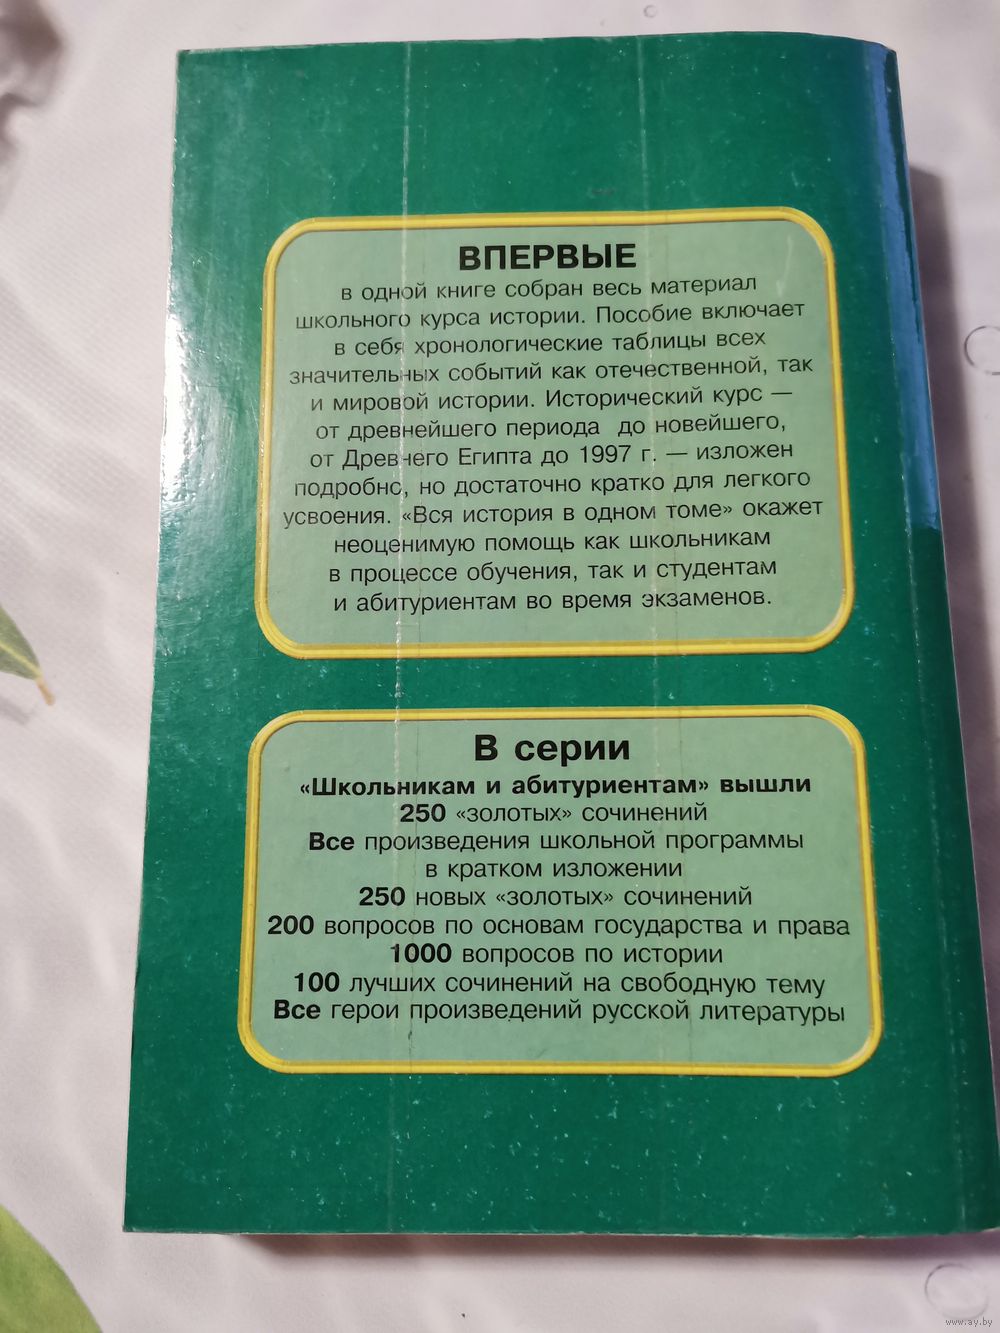 ВПЕРВЫЕ
в одной книге собран весь материал
школьного курса истории. Пособие включает
в себя хронологические таблицы всех
значительных событий как отечественной, так
и мировой истории. Исторический курс —
от древнейшего периода до новейшего,
от Древнего Египта до 1997 г. — изложен
подробно, но достаточно кратко для легкого
усвоения. «Вся история в одном томе» окажет
неоценимую помощь как школьникам
в процессе обучения, так и студентам
и абитуриентам во время экзаменов.
В серии
«Школьникам и абитуриентам» вышли
250 «золотых» сочинений
Все произведения школьной программы
в кратком изложении
250 новых «золотых» сочинений
200 вопросов по основам государства и права
1000 вопросов по истории
100 лучших сочинений на свободную тему
Все герои произведений русской литературы
www.ay.by